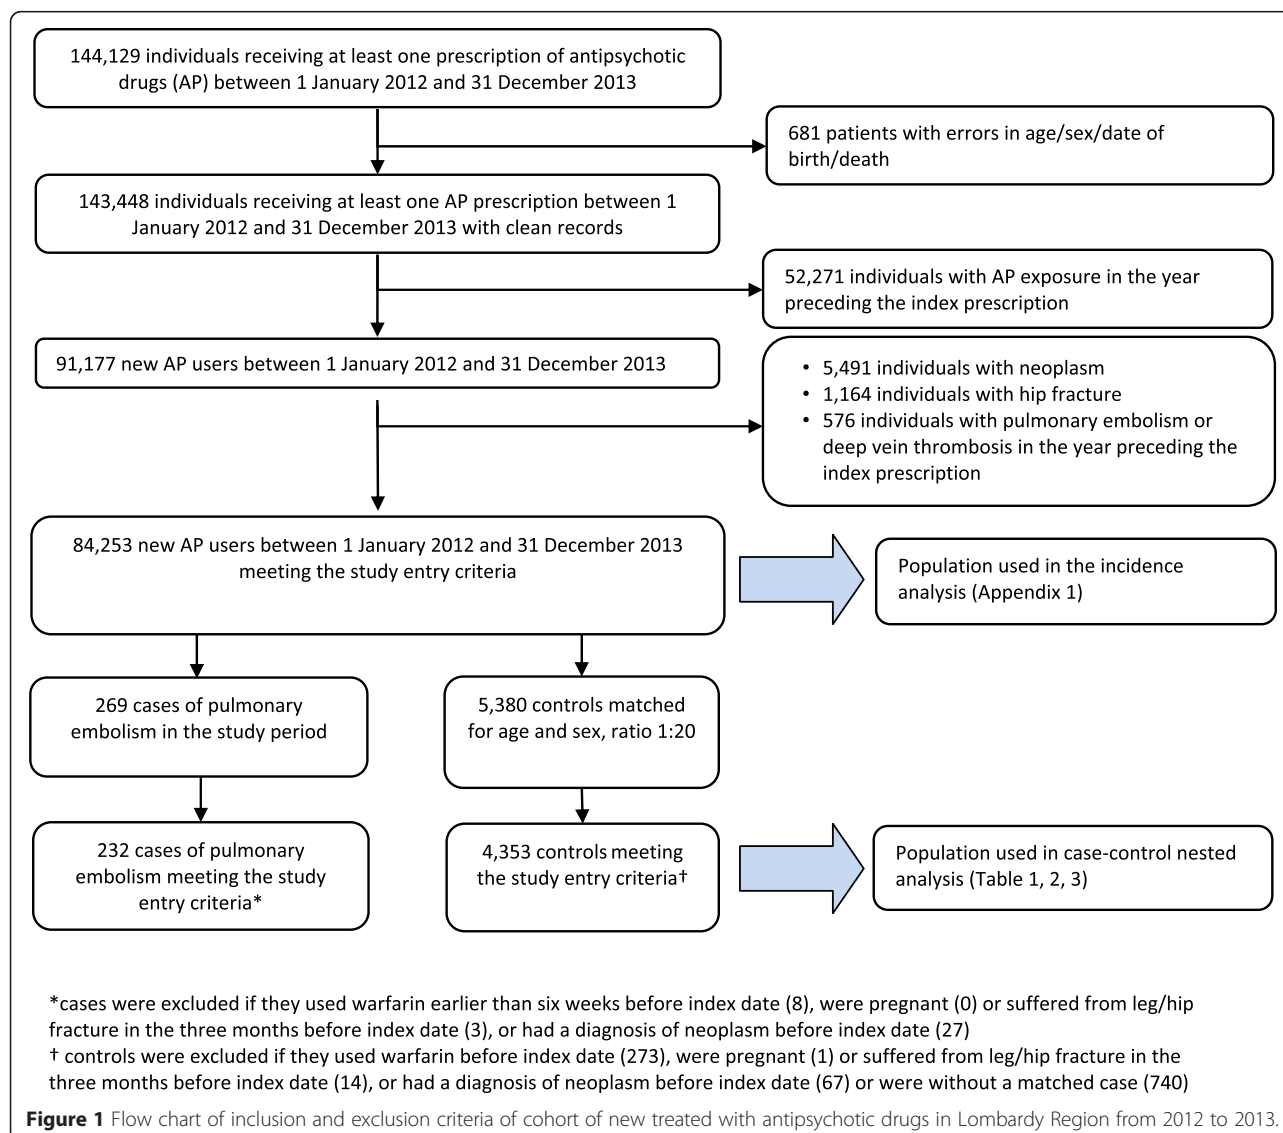 144,129 individuals receiving at least one prescription of antipsychotic
drugs (AP) between 1 January 2012 and 31 December 2013
681 patients with errors in age/sex/date of
birth/death
143,448 individuals receiving at least one AP prescription between 1
January 2012 and 31 December 2013 with clean records
52,271 individuals with AP exposure in the year
preceding the index prescription
91,177 new AP users between 1 January 2012 and 31 December 2013
• 5,491 individuals with neoplasm
• 1,164 individuals with hip fracture
• 576 individuals with pulmonary embolism or
deep vein thrombosis in the year preceding the
index prescription
84,253 new AP users between 1 January 2012 and 31 December 2013
meeting the study entry criteria
Population used in the incidence
analysis (Appendix 1)
269 cases of pulmonary
embolism in the study period
5,380 controls matched
for age and sex, ratio 1:20
232 cases of pulmonary
embolism meeting the study
entry criteria*
4,353 controls meeting
the study entry criteria†
Population used in case-control nested
analysis (Table 1, 2, 3)
*cases were excluded if they used warfarin earlier than six weeks before index date (8), were pregnant (0) or suffered from leg/hip
fracture in the three months before index date (3), or had a diagnosis of neoplasm before index date (27)
† controls were excluded if they used warfarin before index date (273), were pregnant (1) or suffered from leg/hip fracture in the
three months before index date (14), or had a diagnosis of neoplasm before index date (67) or were without a matched case (740)
Figure 1 Flow chart of inclusion and exclusion criteria of cohort of new treated with antipsychotic drugs in Lombardy Region from 2012 to 2013.